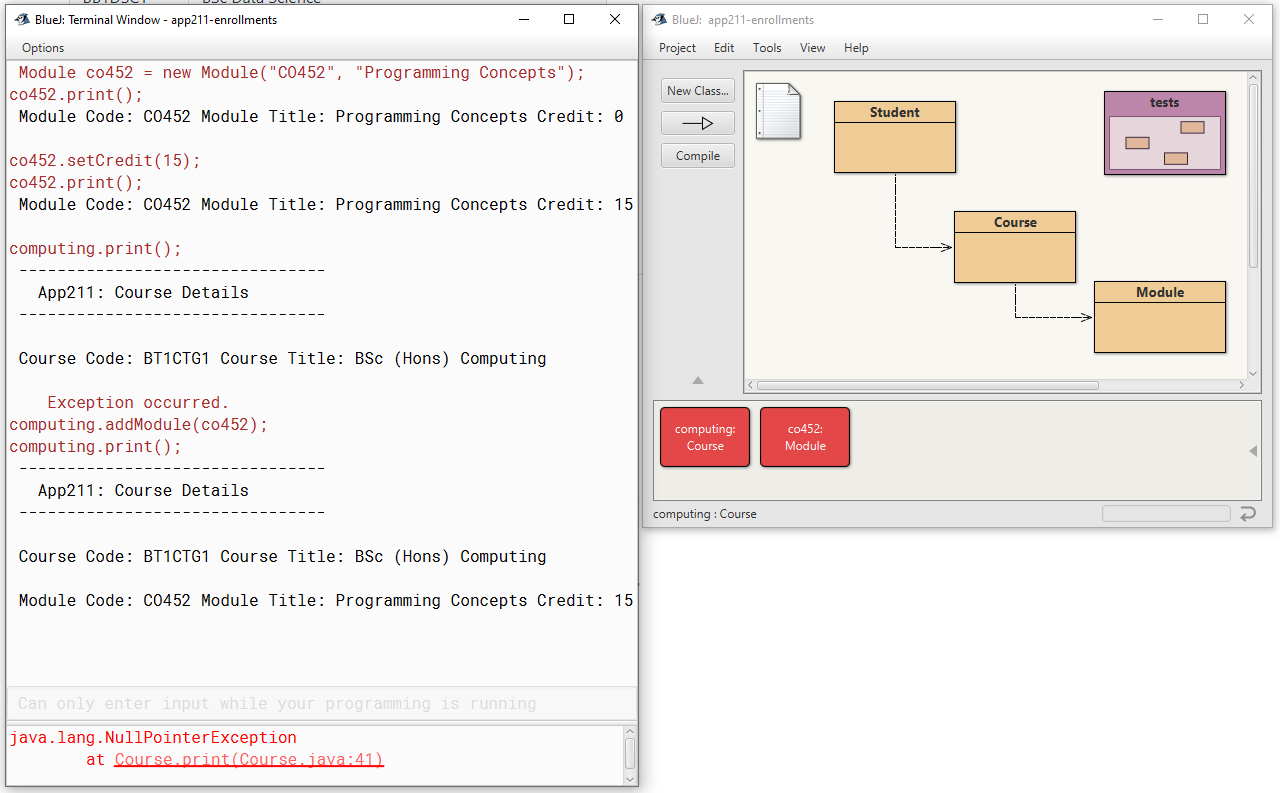 BlueJ: Terminal Window - app211-enrollments
Options
Module co452 = new Module("CO452", "Programming Concepts");
co452.print();
Module Code: CO452 Module Title: Programming Concepts Credit: 0
co452.setCredit(15);
co452.print();
Module Code: CO452 Module Title: Programming Concepts Credit: 15
computing.print();
--------------------------------
App211: Course Details
--------------------------------
Course Code: BT1CTG1 Course Title: BSc (Hons) Computing
Exception occurred.
computing.addModule(co452);
computing.print();
--------------------------------
App211: Course Details
--------------------------------
Course Code: BT1CTG1 Course Title: BSc (Hons) Computing
Module Code: CO452 Module Title: Programming Concepts Credit: 15
Can only enter input while your programming is running
java.lang.NullPointerException
at Course.print(Course.java:41)
BlueJ: app211-enrollments
Project Edit Tools View Help
New Class...
Compile
Student
tests
Course
Module
computing:
Course
co452:
Module
computing : Course